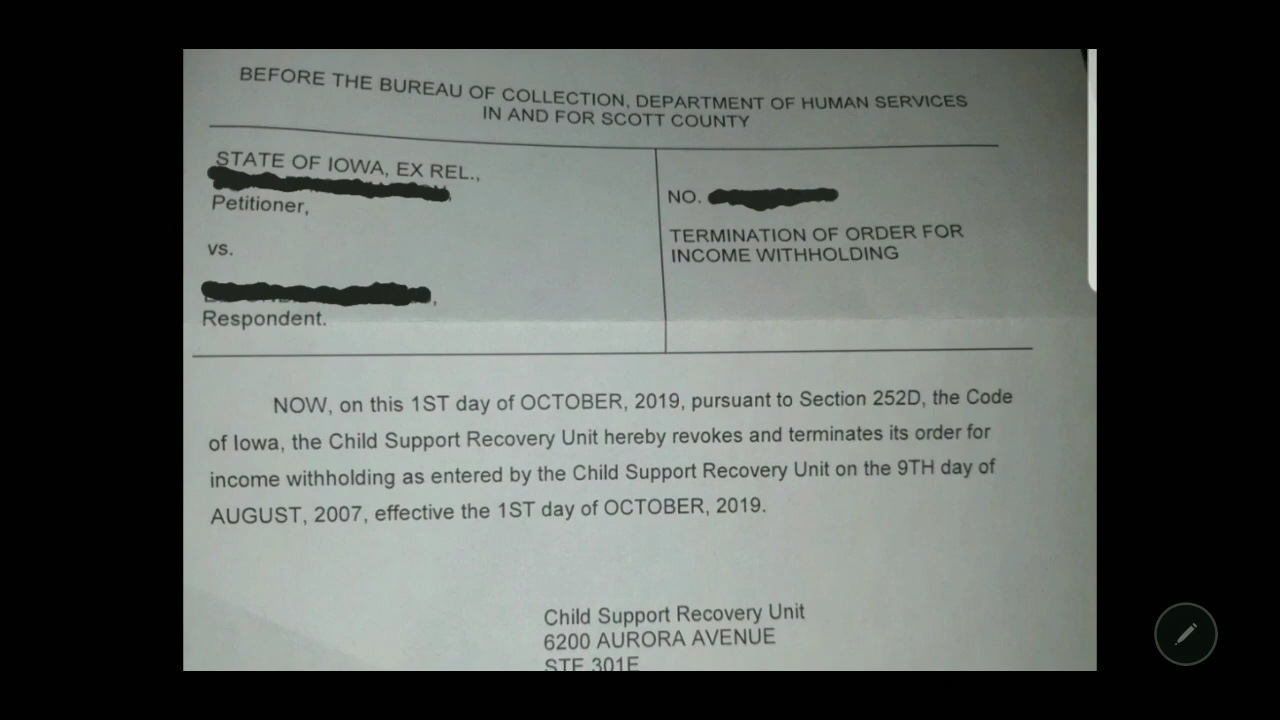 BEFORE THE BUREAU OF COLLECTION, DEPARTMENT OF HUMAN SERVICES
IN AND FOR SCOTT COUNTY
STATE OF IOWA, EX REL.,
Petitioner,
vs.
,
Respondent.
NO.
TERMINATION OF ORDER FOR
INCOME WITHHOLDING
NOW, on this 1ST day of OCTOBER, 2019, pursuant to Section 252D, the Code
of Iowa, the Child Support Recovery Unit hereby revokes and terminates its order for
income withholding as entered by the Child Support Recovery Unit on the 9TH day of
AUGUST, 2007, effective the 1ST day of OCTOBER, 2019.
Child Support Recovery Unit
6200 AURORA AVENUE
STE 301E